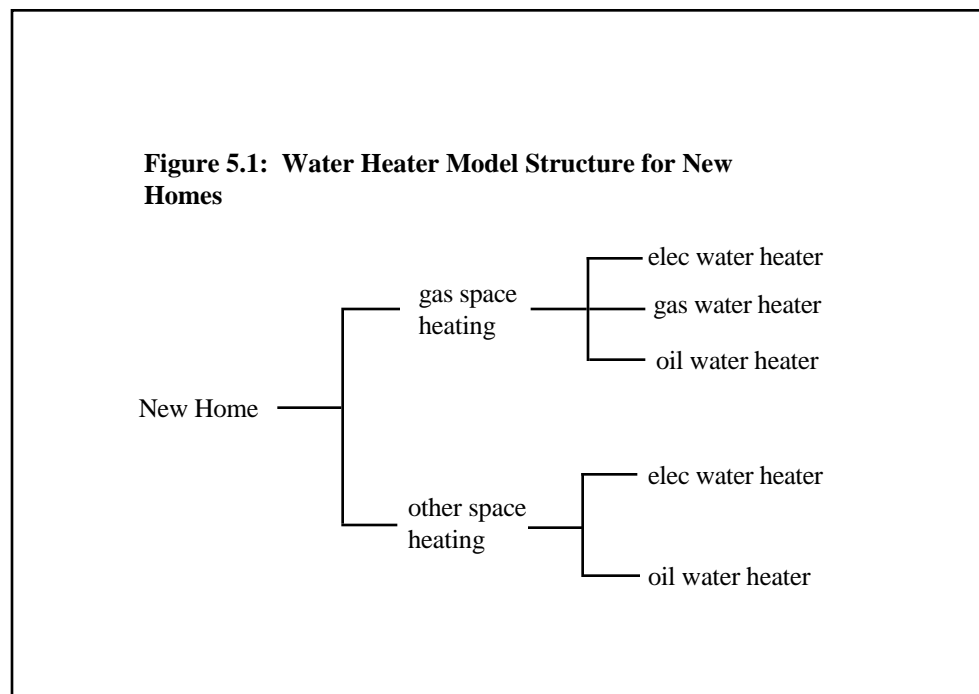 Figure 5.1:  Water Heater Model Structure for New
Homes
elec water heater
gas space
heating
gas water heater
oil water heater
New Home
elec water heater
other space
heating
oil water heater